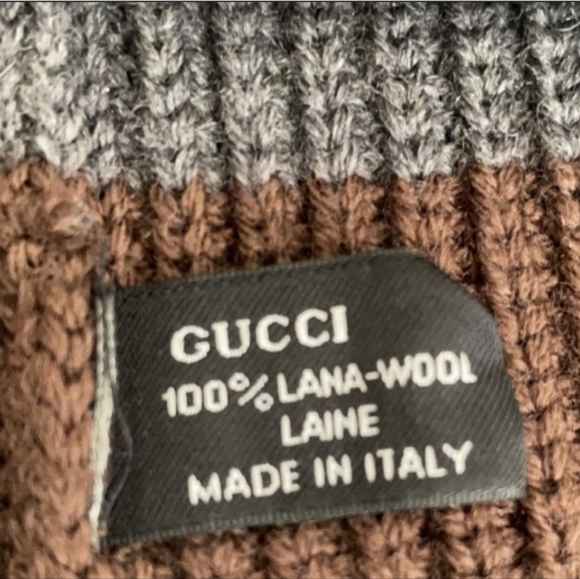 GUCCI
100% LANA-WOOL
LAINE
MADE IN ITALY